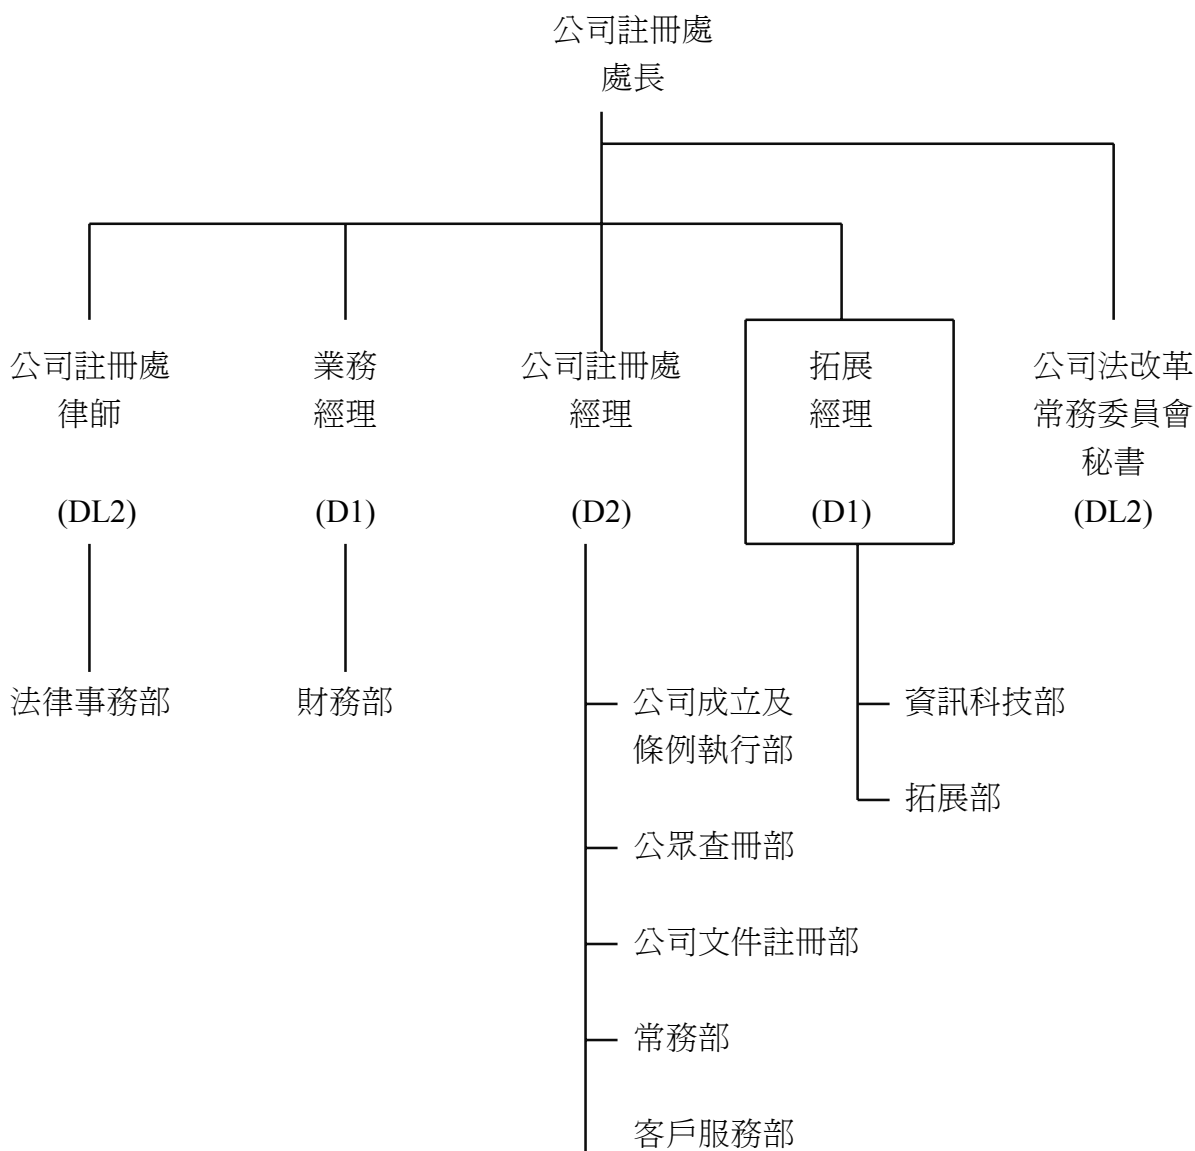 公司註冊處
處長
公司註冊處
律師
(DL2)
業務
經理
(D1)
公司註冊處
經理
(D2)
拓展
經理
(D1)
公司法改革
常務委員會
秘書
(DL2)
法律事務部
財務部
公司成立及
條例執行部
公眾查冊部
公司文件註冊部
常務部
客戶服務部
資訊科技部
拓展部